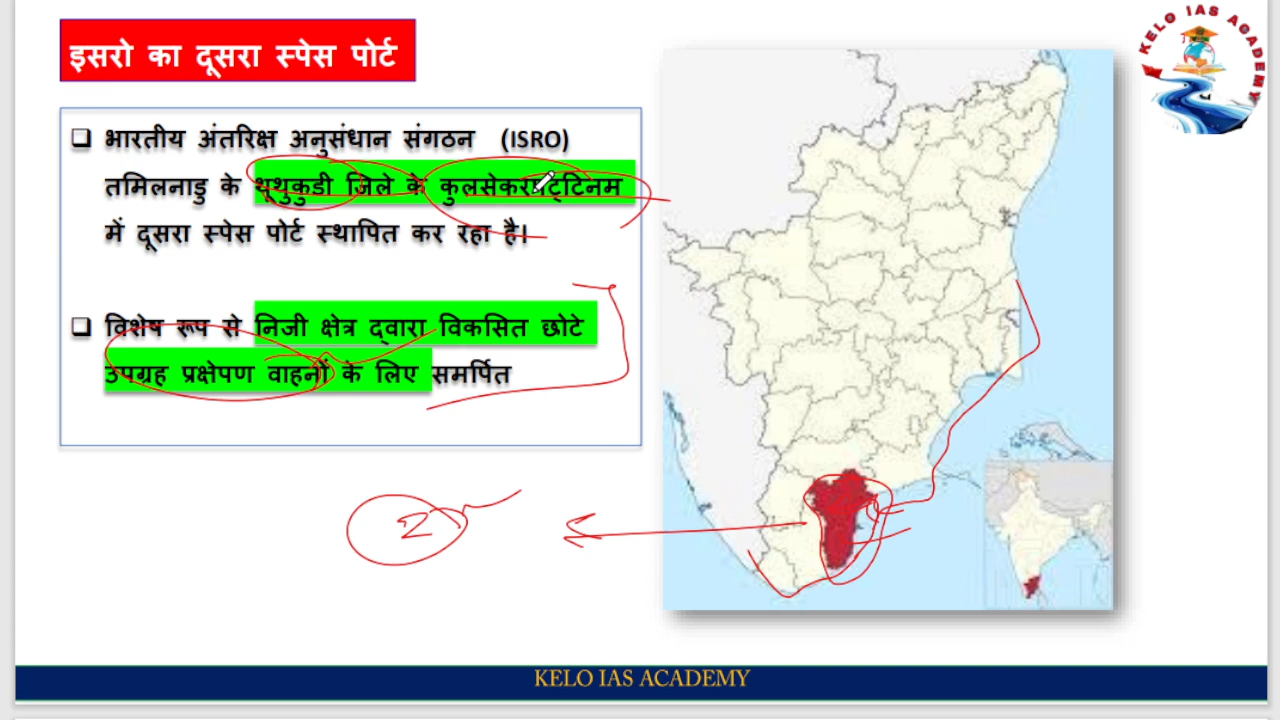 इसरो का दूसरा स्पेस पोर्ट
KELO IAS ACADEMY
❑ भारतीय अंतरिक्ष अनुसंधान संगठन (ISRO)
तमिलनाडु के थूथुकुडी जिले के कुलसेकरपट्टिनम
में दूसरा स्पेस पोर्ट स्थापित कर रहा है।
❑ विशेष रूप से निजी क्षेत्र द्वारा विकसित छोटे
उपग्रह प्रक्षेपण वाहनों के लिए समर्पित
2
KELO IAS ACADEMY